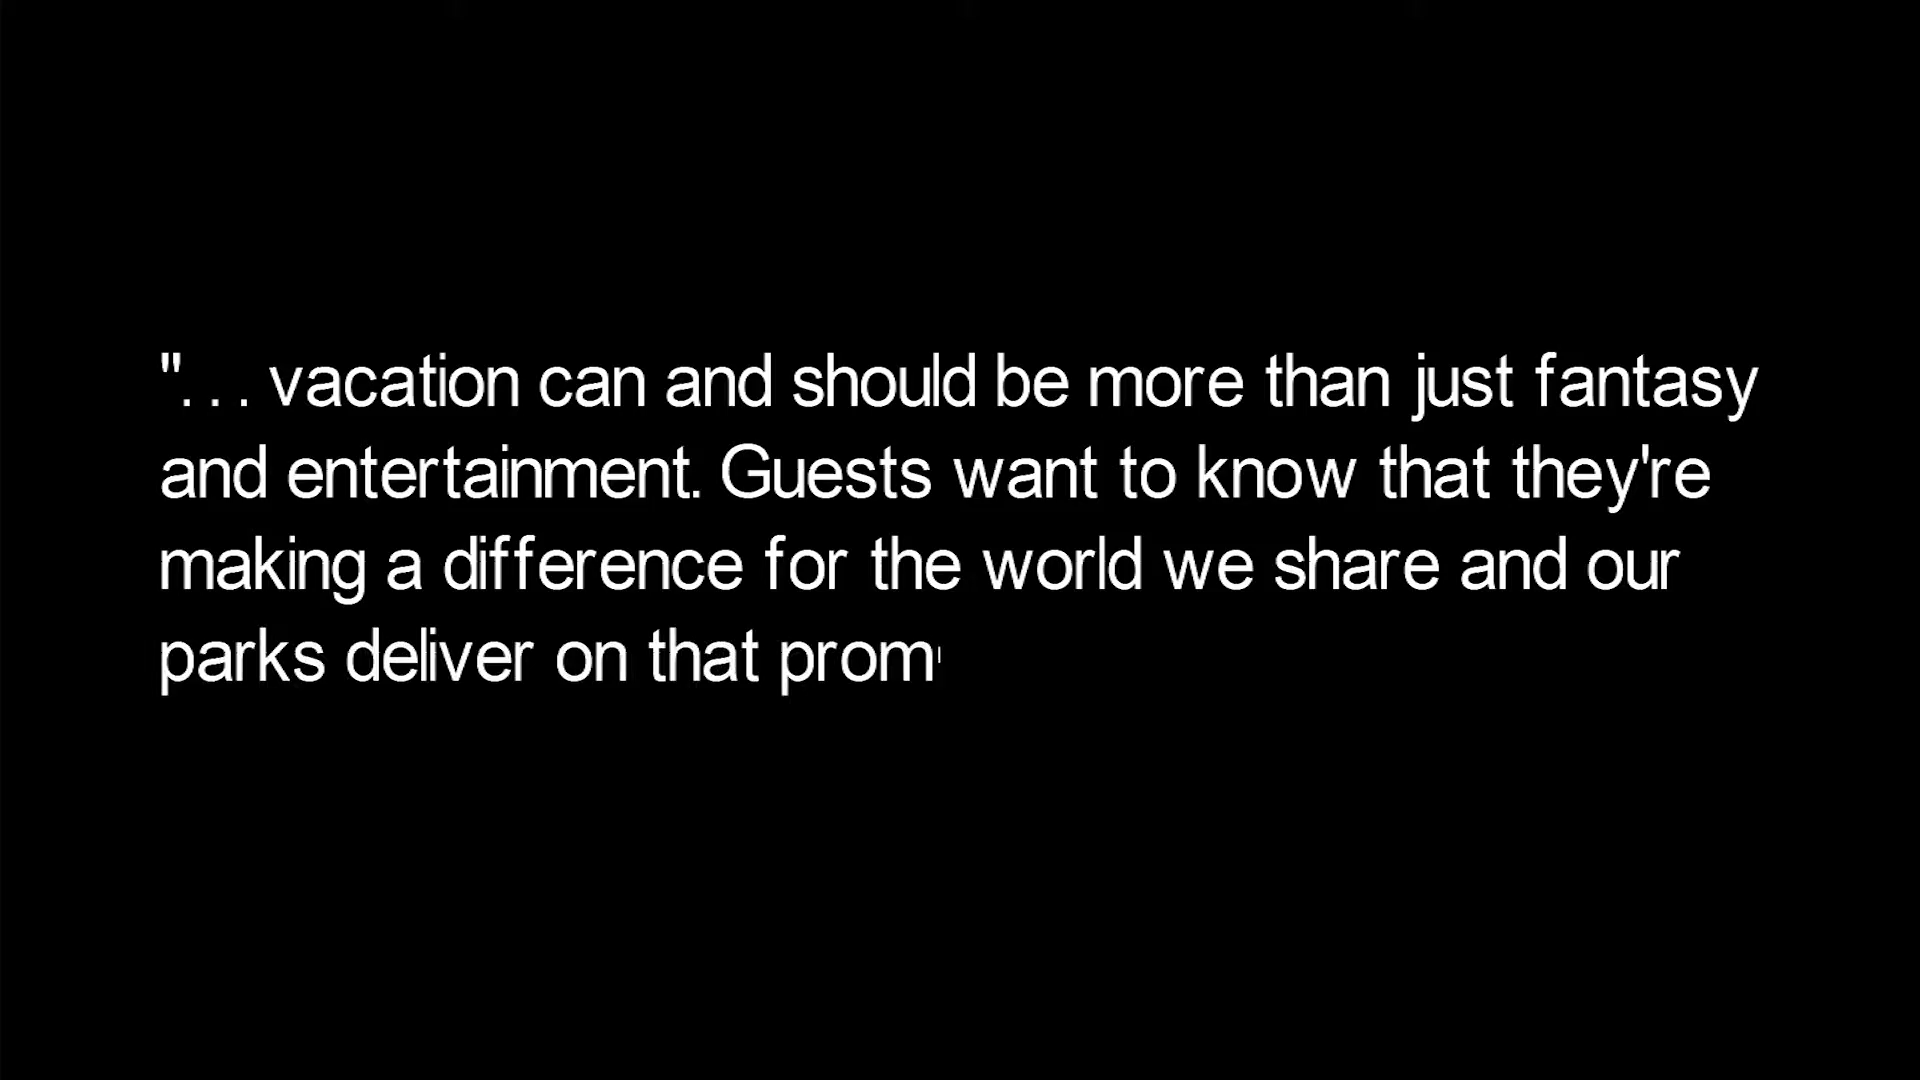 ". . . vacation can and should be more than just fantasy
and entertainment. Guests want to know that they're
making a difference for the world we share and our
parks deliver on that prom